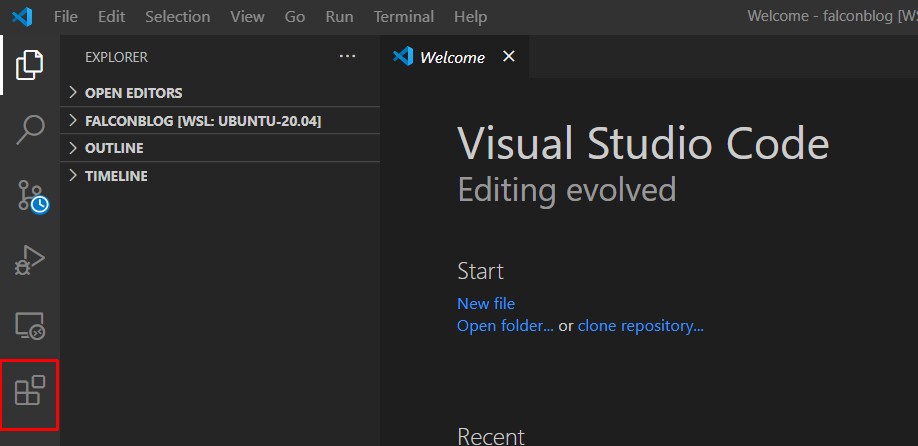 File Edit Selection View Go Run Terminal Help Welcome - falconblog [WS
EXPLORER ···
Welcome
OPEN EDITORS
FALCONBLOG [WSL: UBUNTU-20.04]
OUTLINE
TIMELINE
Visual Studio Code
Editing evolved
Start
New file
Open folder... or clone repository...
Recent